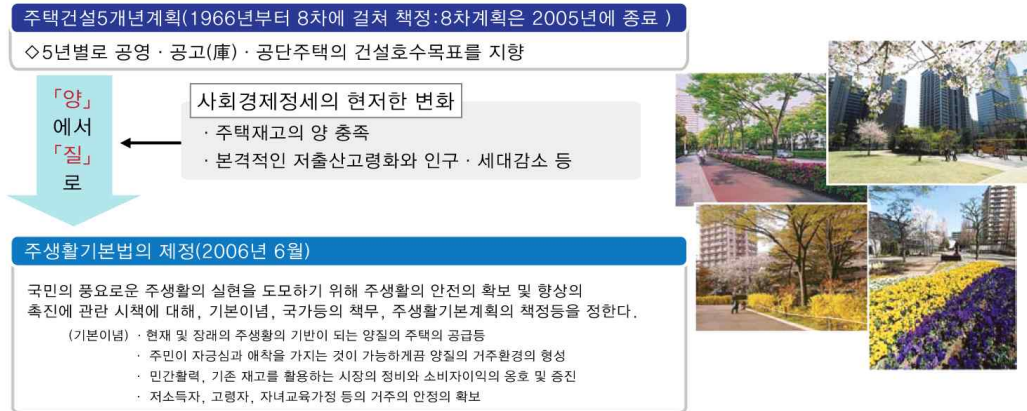 주택건설5개년계획(1966년부터 8차에 걸쳐 책정:8차계획은 2005년에 종료 )
◇5년별로 공영 · 공고(庫) · 공단주택의 건설호수목표를 지향
「양」
에서
「질」
로
사회경제정세의 현저한 변화
· 주택재고의 양 충족
· 본격적인 저출산고령화와 인구 · 세대감소 등
주생활기본법의 제정(2006년 6월)
국민의 풍요로운 주생활의 실현을 도모하기 위해 주생활의 안전의 확보 및 향상의
촉진에 관란 시책에 대해, 기본이념, 국가등의 책무, 주생활기본계획의 책정등을 정한다.
(기본이념) · 현재 및 장래의 주생활의 기반이 되는 양질의 주택의 공급등
· 주민이 자긍심과 애착을 가지는 것이 가능하게끔 양질의 거주환경의 형성
· 민간활력, 기존 재고를 활용하는 시장의 정비와 소비자이익의 옹호 및 증진
· 저소득자, 고령자, 자녀교육가정 등의 거주의 안정의 확보